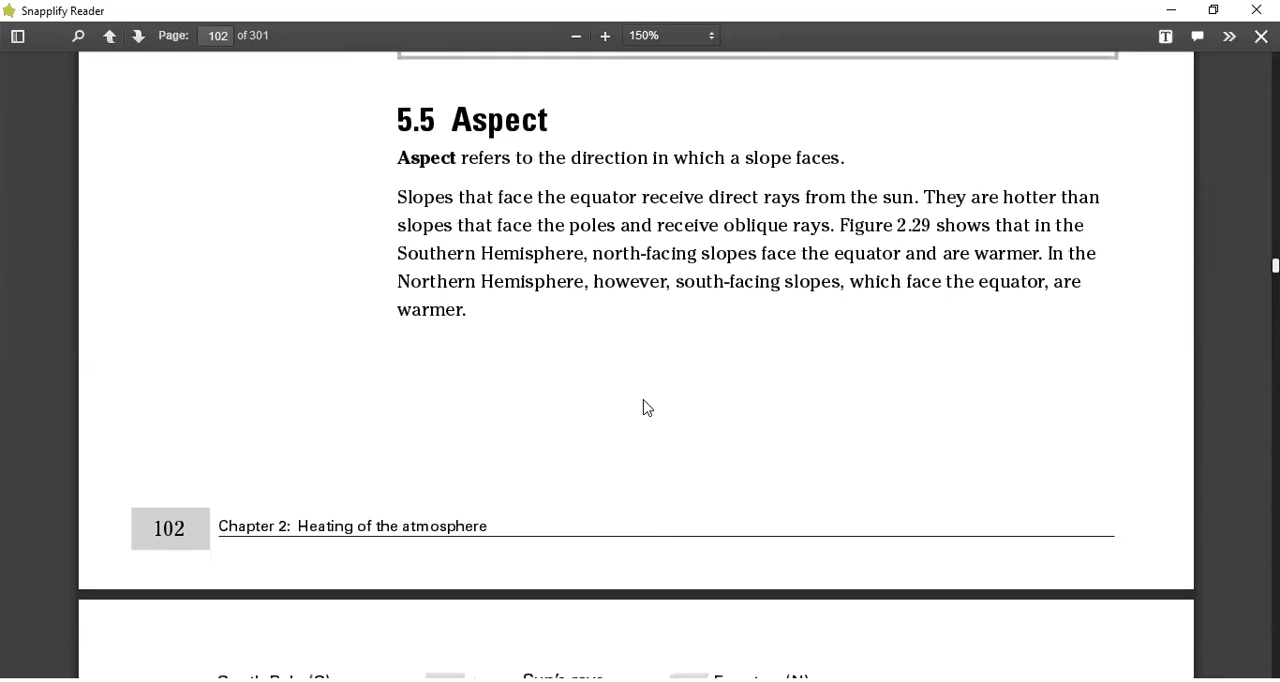 Snapplify Reader
Page: 102 of 301
150%
5.5 Aspect
Aspect refers to the direction in which a slope faces.
Slopes that face the equator receive direct rays from the sun. They are hotter than
slopes that face the poles and receive oblique rays. Figure 2.29 shows that in the
Southern Hemisphere, north-facing slopes face the equator and are warmer. In the
Northern Hemisphere, however, south-facing slopes, which face the equator, are
warmer.
102 Chapter 2: Heating of the atmosphere
Sun's rays